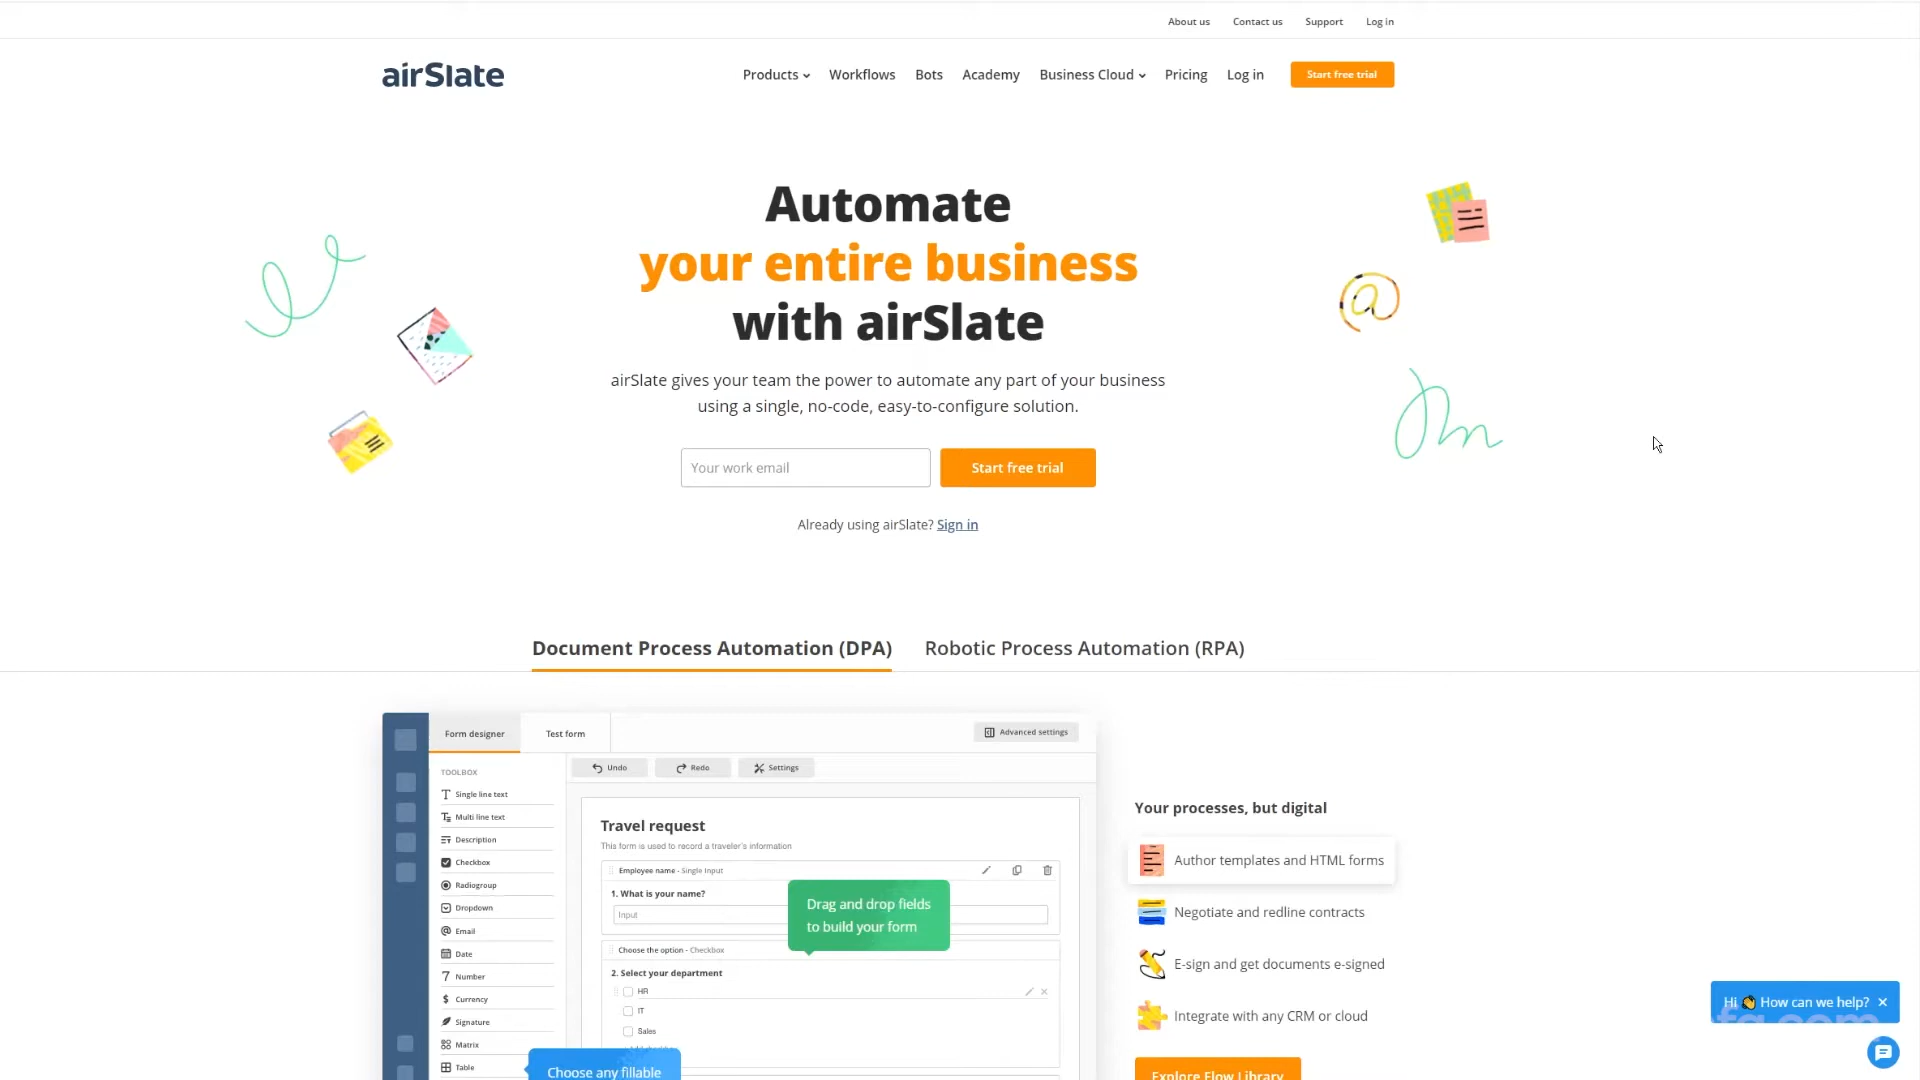 About us Contact us Support Log in
airSlate
Products Workflows Bots Academy Business Cloud Pricing Log in Start free trial
Automate
your entire business
with airSlate
airSlate gives your team the power to automate any part of your business
using a single, no-code, easy-to-configure solution.
Your work email
Start free trial
Already using airSlate? Sign in
Document Process Automation (DPA) Robotic Process Automation (RPA)
Form designer Test form Advanced settings
TOOLBOX
Undo Redo Settings
Single line text
Multi line text
Description
Checkbox
Radiogroup
Dropdown
Email
Date
Number
Currency
Signature
Matrix
Table
Travel request
This form is used to record a traveler's information
Employee name - Single Input
1. What is your name?
Input
Drag and drop fields
to build your form
Choose the option - Checkbox
2. Select your department
HR
IT
Sales
Choose any fillable
Your processes, but digital
Author templates and HTML forms
Negotiate and redline contracts
E-sign and get documents e-signed
Integrate with any CRM or cloud
Explore Flow Library
Hi 👋 How can we help?